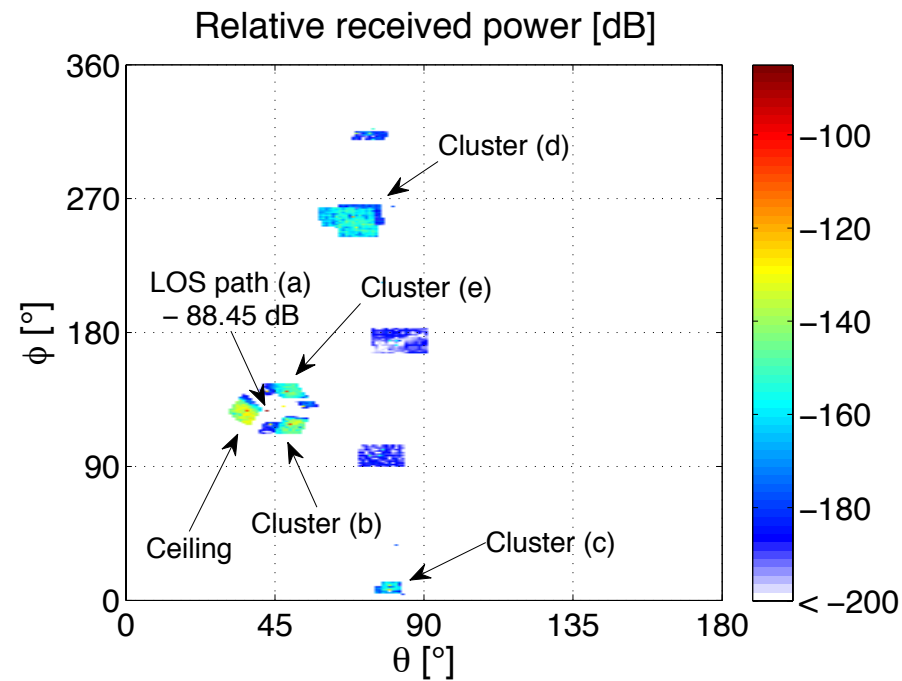 Relative received power [dB]
360
270
180
90
0
ϕ [°]
Cluster (d)
LOS path (a)
− 88.45 dB
Cluster (e)
Cluster (b)
Ceiling
Cluster (c)
0
45
90
135
180
θ [°]
−100
−120
−140
−160
−180
< −200